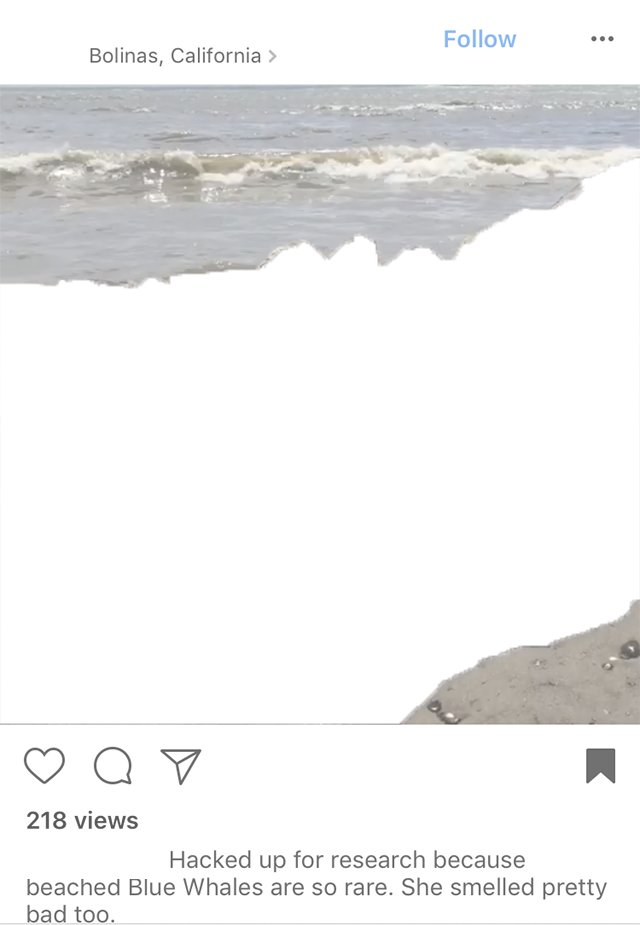 Bolinas, California
Follow
218 views
Hacked up for research because
beached Blue Whales are so rare. She smelled pretty
bad too.